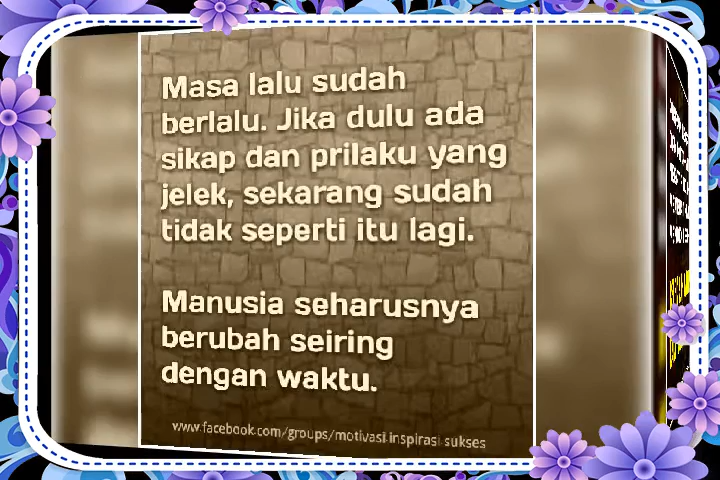 Masa lalu sudah
berlalu. Jika dulu ada
sikap dan prilaku yang
jelek, sekarang sudah
tidak seperti itu lagi.
Manusia seharusnya
berubah seiring
dengan waktu.
www.facebook.com/groups/motivasi.inspirasi.sukses